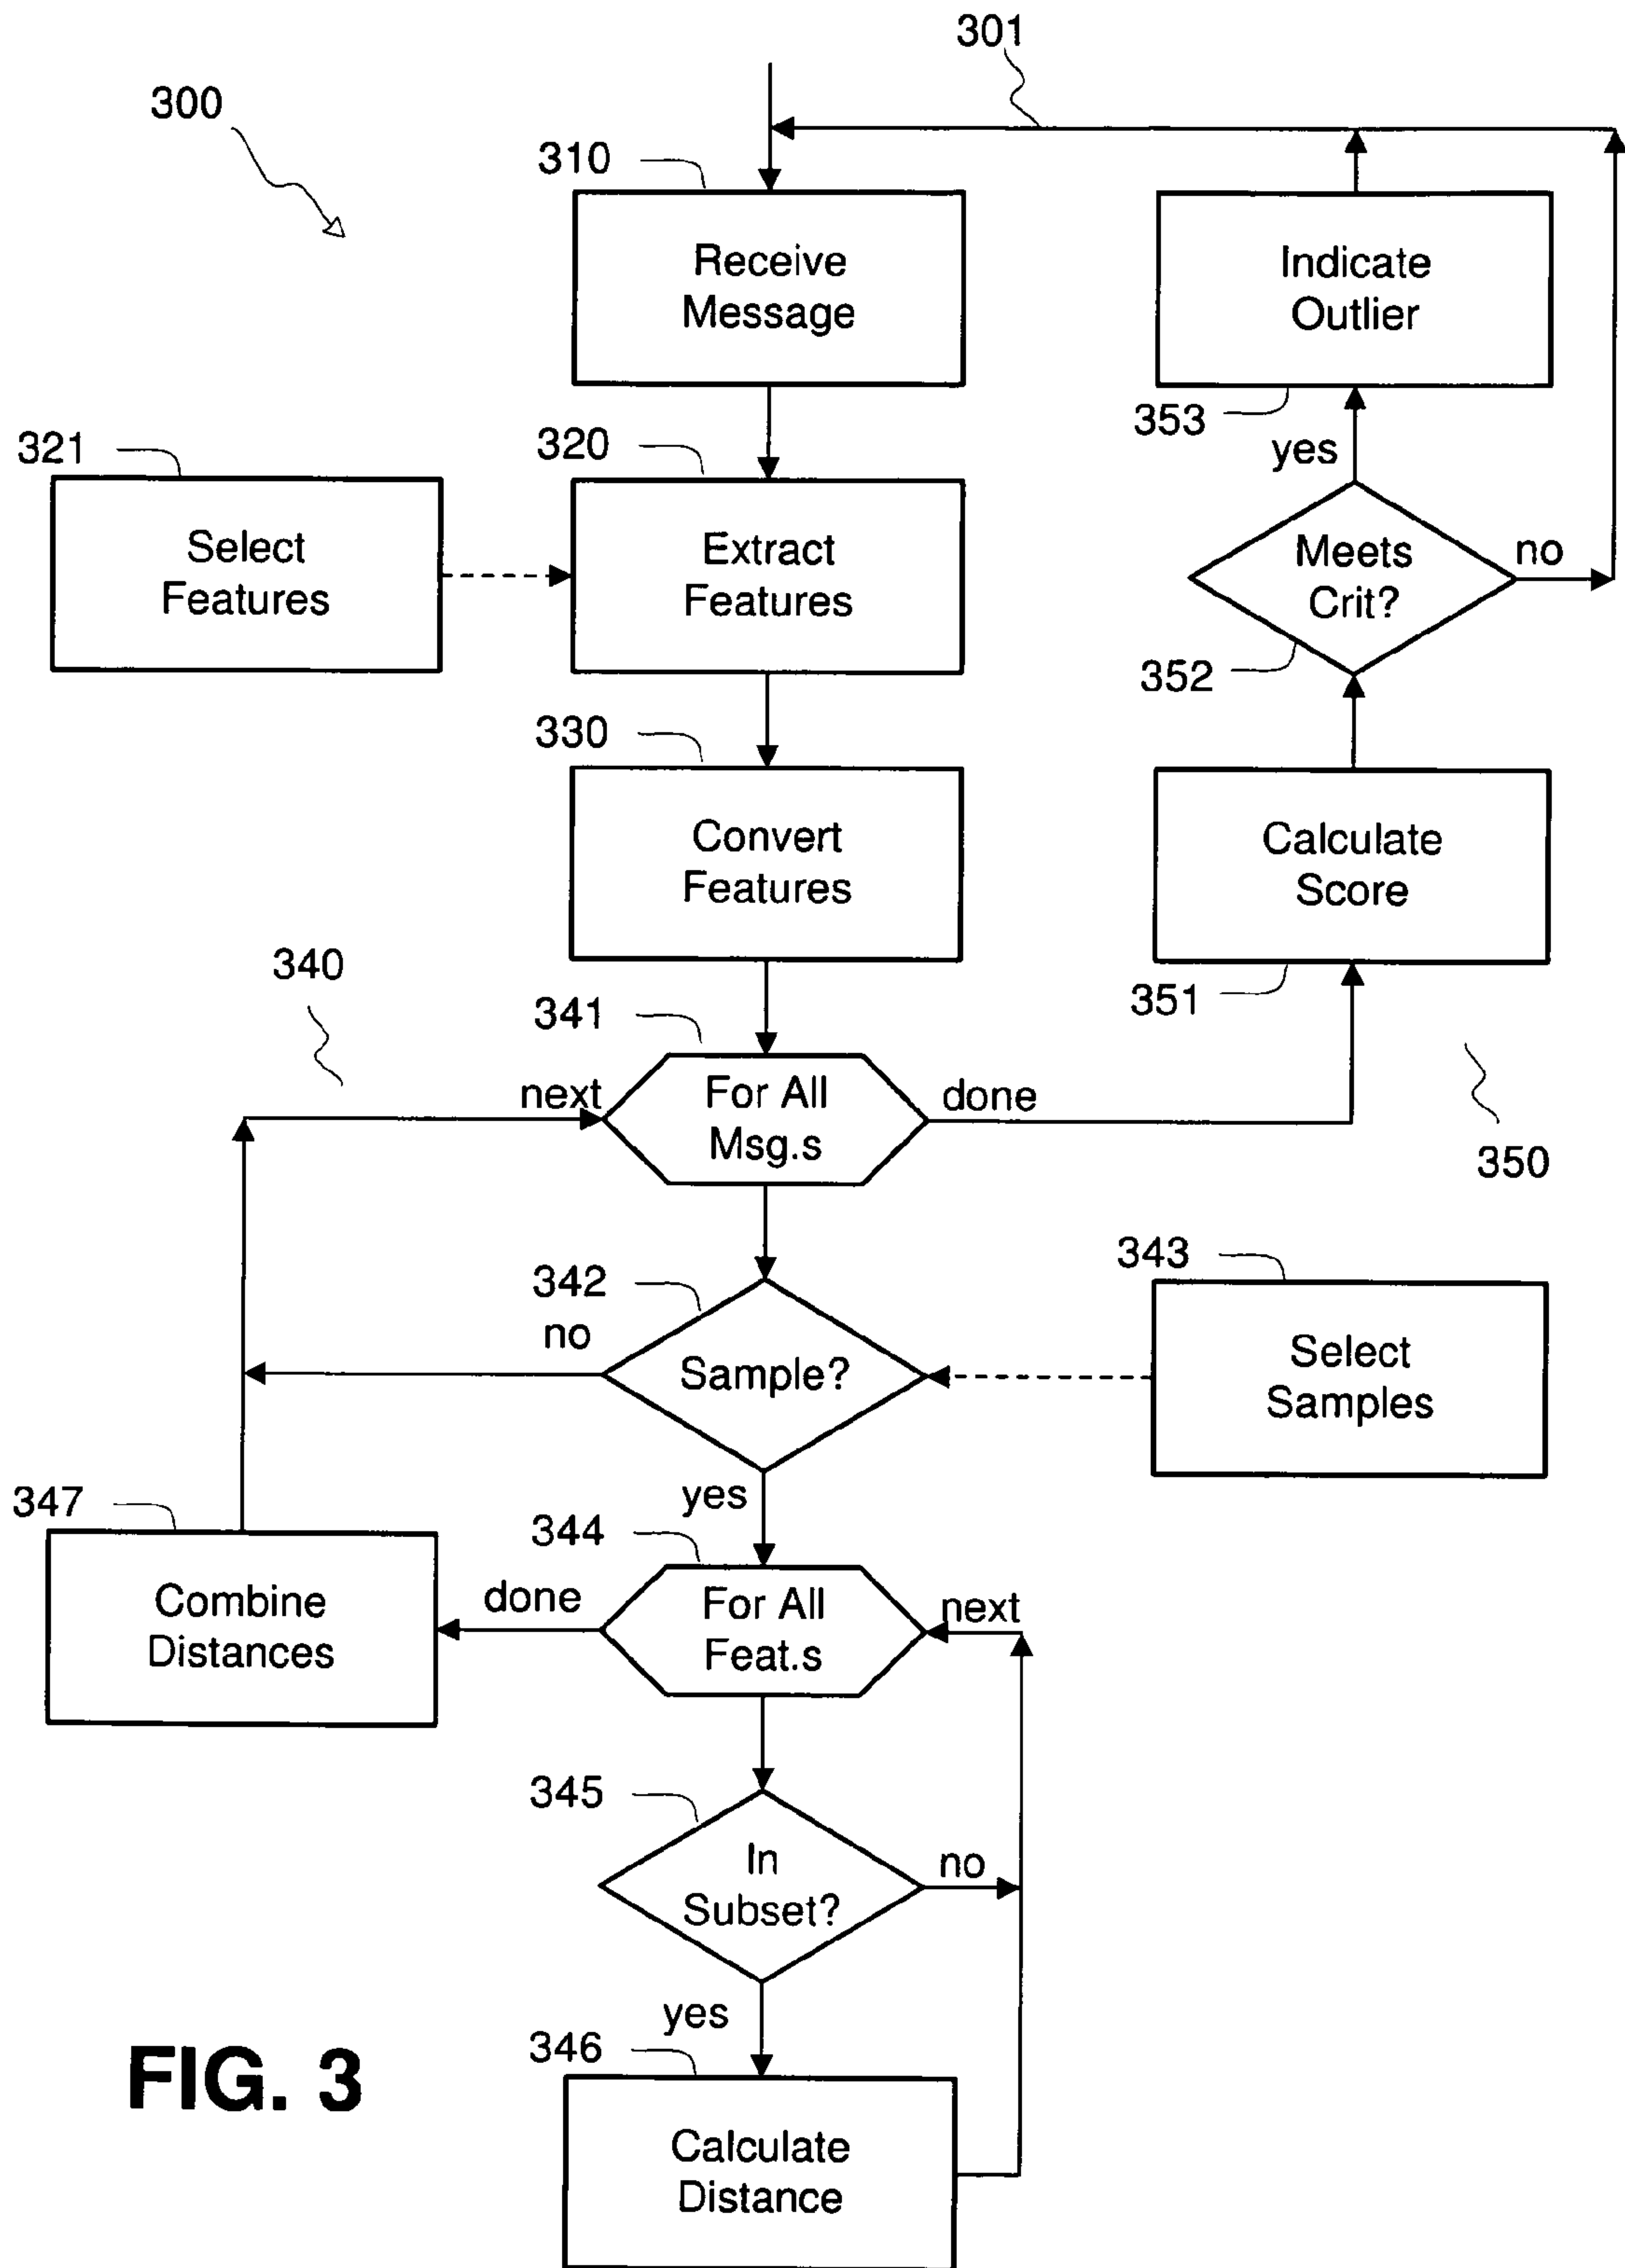 301
300
310
Receive
Message
Indicate
Outlier
353
yes
321
320
Select
Features
Extract
Features
Meets
Crit?
no
352
330
Convert
Features
Calculate
Score
351
340
341
next
For All
Msg.s
done
350
342
no
Sample?
343
Select
Samples
yes
347
344
Combine
Distances
done
For All
Feat.s
next
345
In
Subset?
no
yes
346
Calculate
Distance
FIG. 3